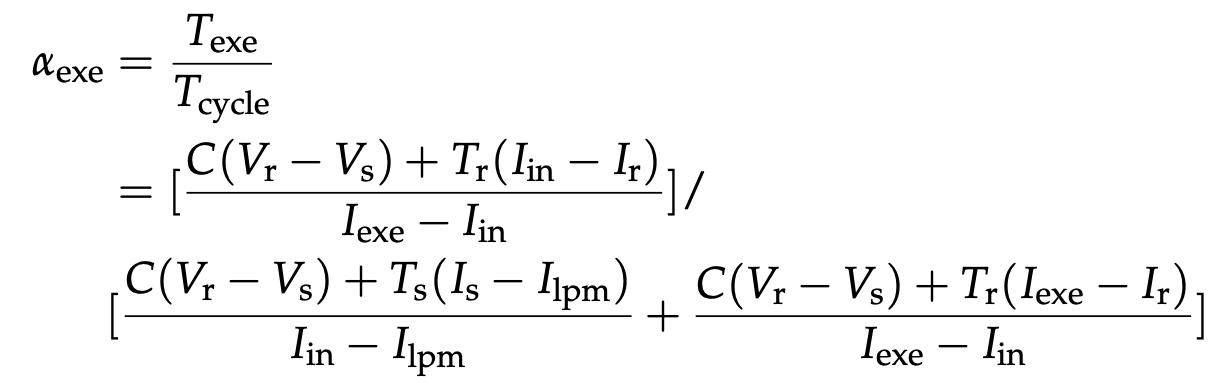 α_exe = T_exe / T_cycle
= [ (C(V_r − V_s) + T_r(I_in − I_r)) / (I_exe − I_in) ] /
[ (C(V_r − V_s) + T_s(I_s − I_lpm)) / (I_in − I_lpm) + (C(V_r − V_s) + T_r(I_exe − I_r)) / (I_exe − I_in) ]